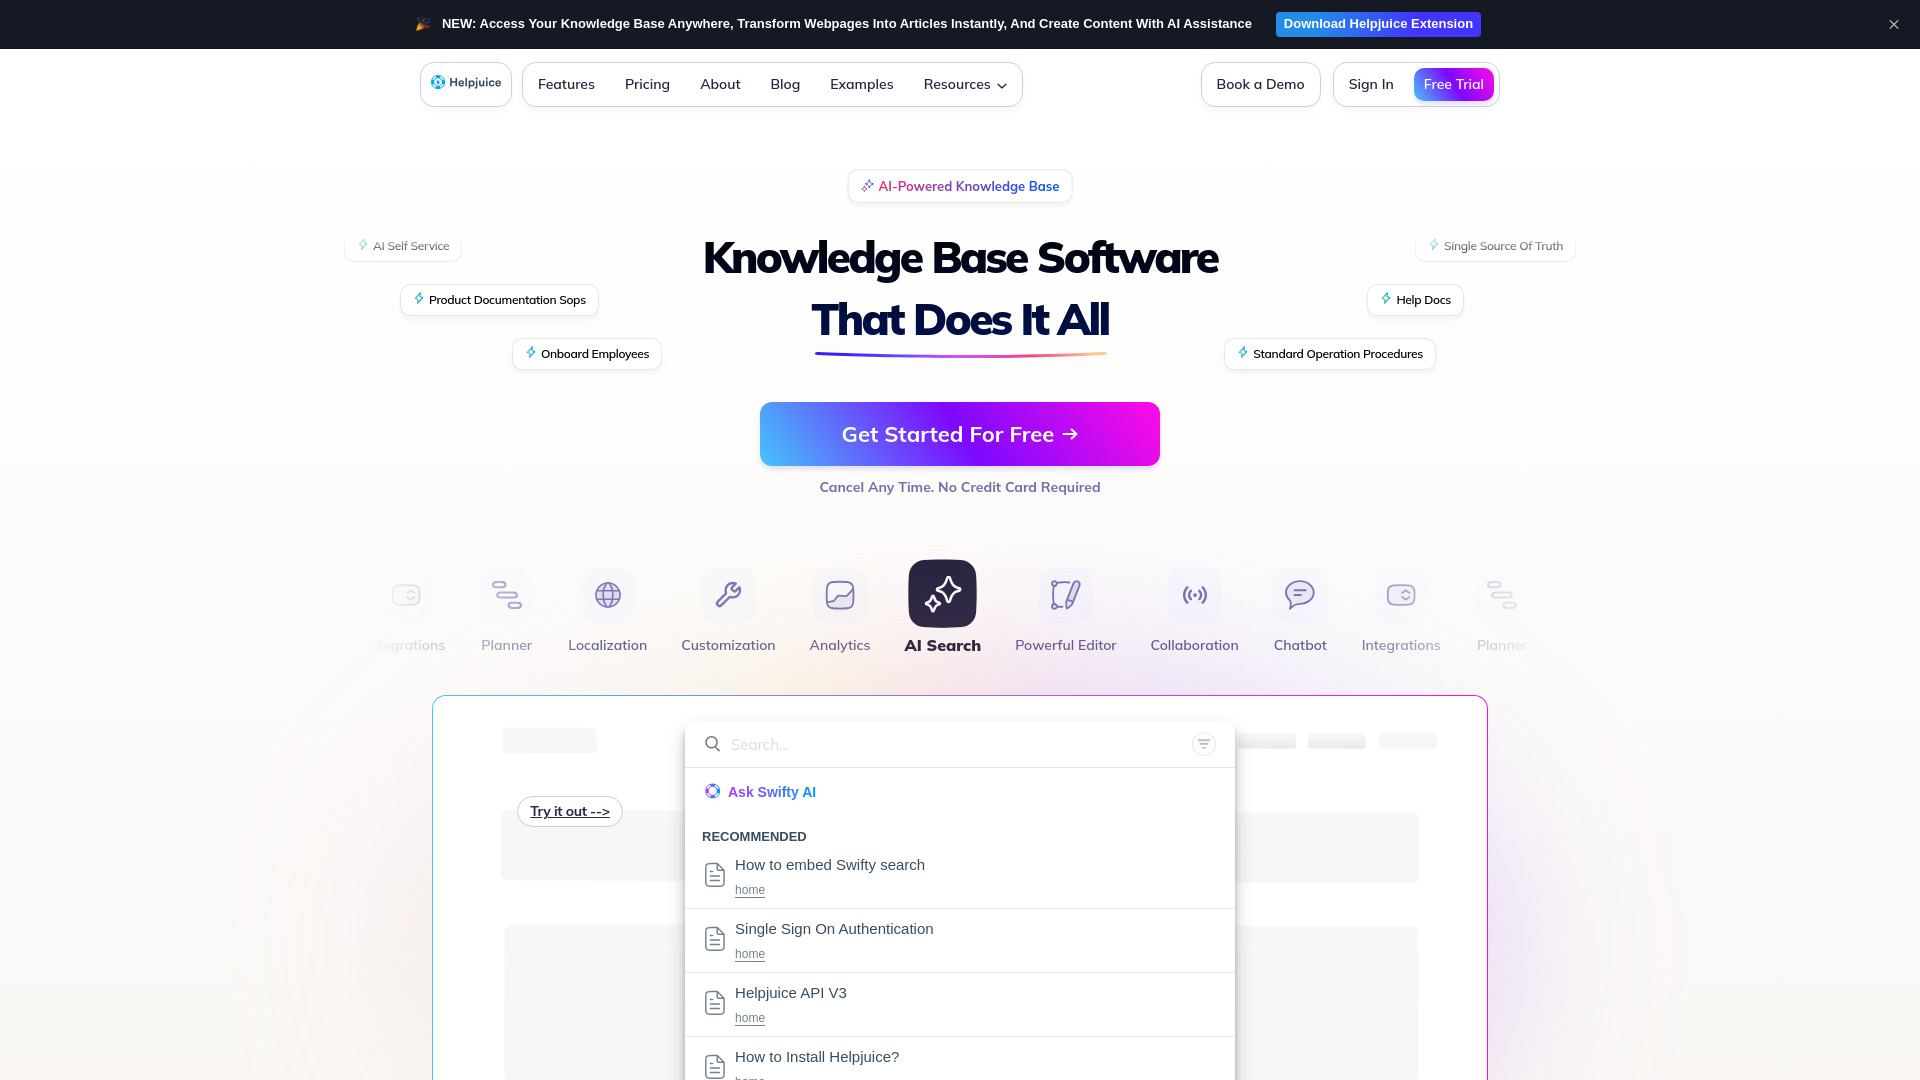 NEW: Access Your Knowledge Base Anywhere, Transform Webpages Into Articles Instantly, And Create Content With AI Assistance
Download Helpjuice Extension
Helpjuice
Features
Pricing
About
Blog
Examples
Resources
Book a Demo
Sign In
Free Trial
AI-Powered Knowledge Base
Knowledge Base Software
That Does It All
AI Self Service
Product Documentation Sops
Onboard Employees
Single Source Of Truth
Help Docs
Standard Operation Procedures
Get Started For Free →
Cancel Any Time. No Credit Card Required
Integrations
Planner
Localization
Customization
Analytics
AI Search
Powerful Editor
Collaboration
Chatbot
Integrations
Planner
Search...
Try it out -->
Ask Swifty AI
RECOMMENDED
How to embed Swifty search
home
Single Sign On Authentication
home
Helpjuice API V3
home
How to Install Helpjuice?